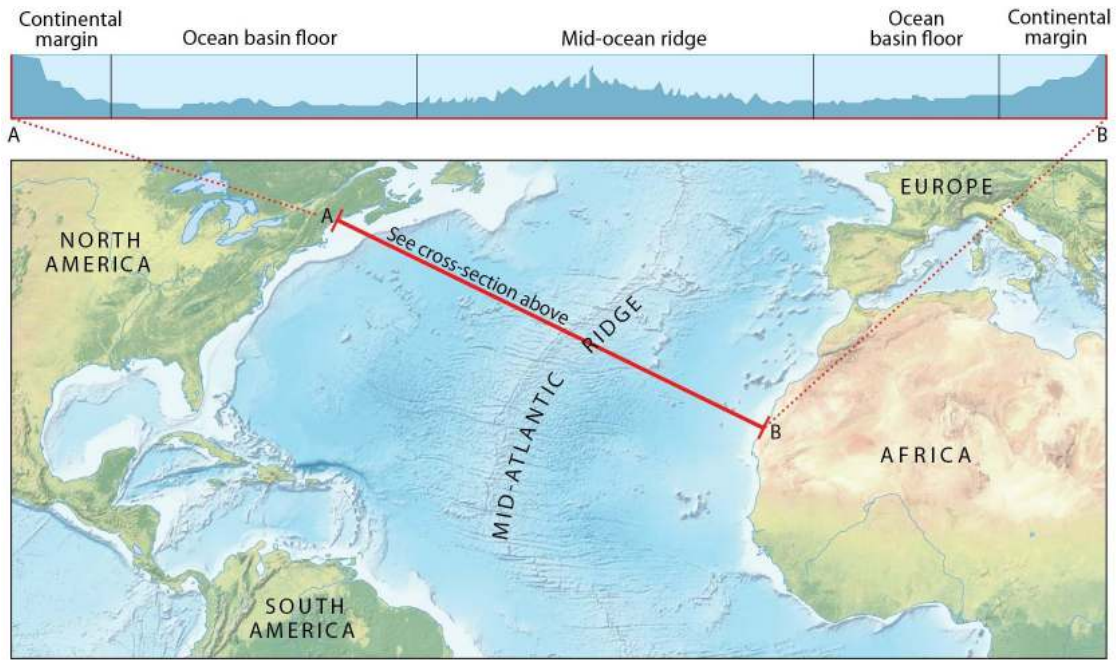 Continental
margin
Ocean basin floor
Mid-ocean ridge
Ocean
basin floor
Continental
margin
A
B
NORTH
AMERICA
A
See cross-section above
MID-ATLANTIC RIDGE
EUROPE
B
AFRICA
SOUTH
AMERICA